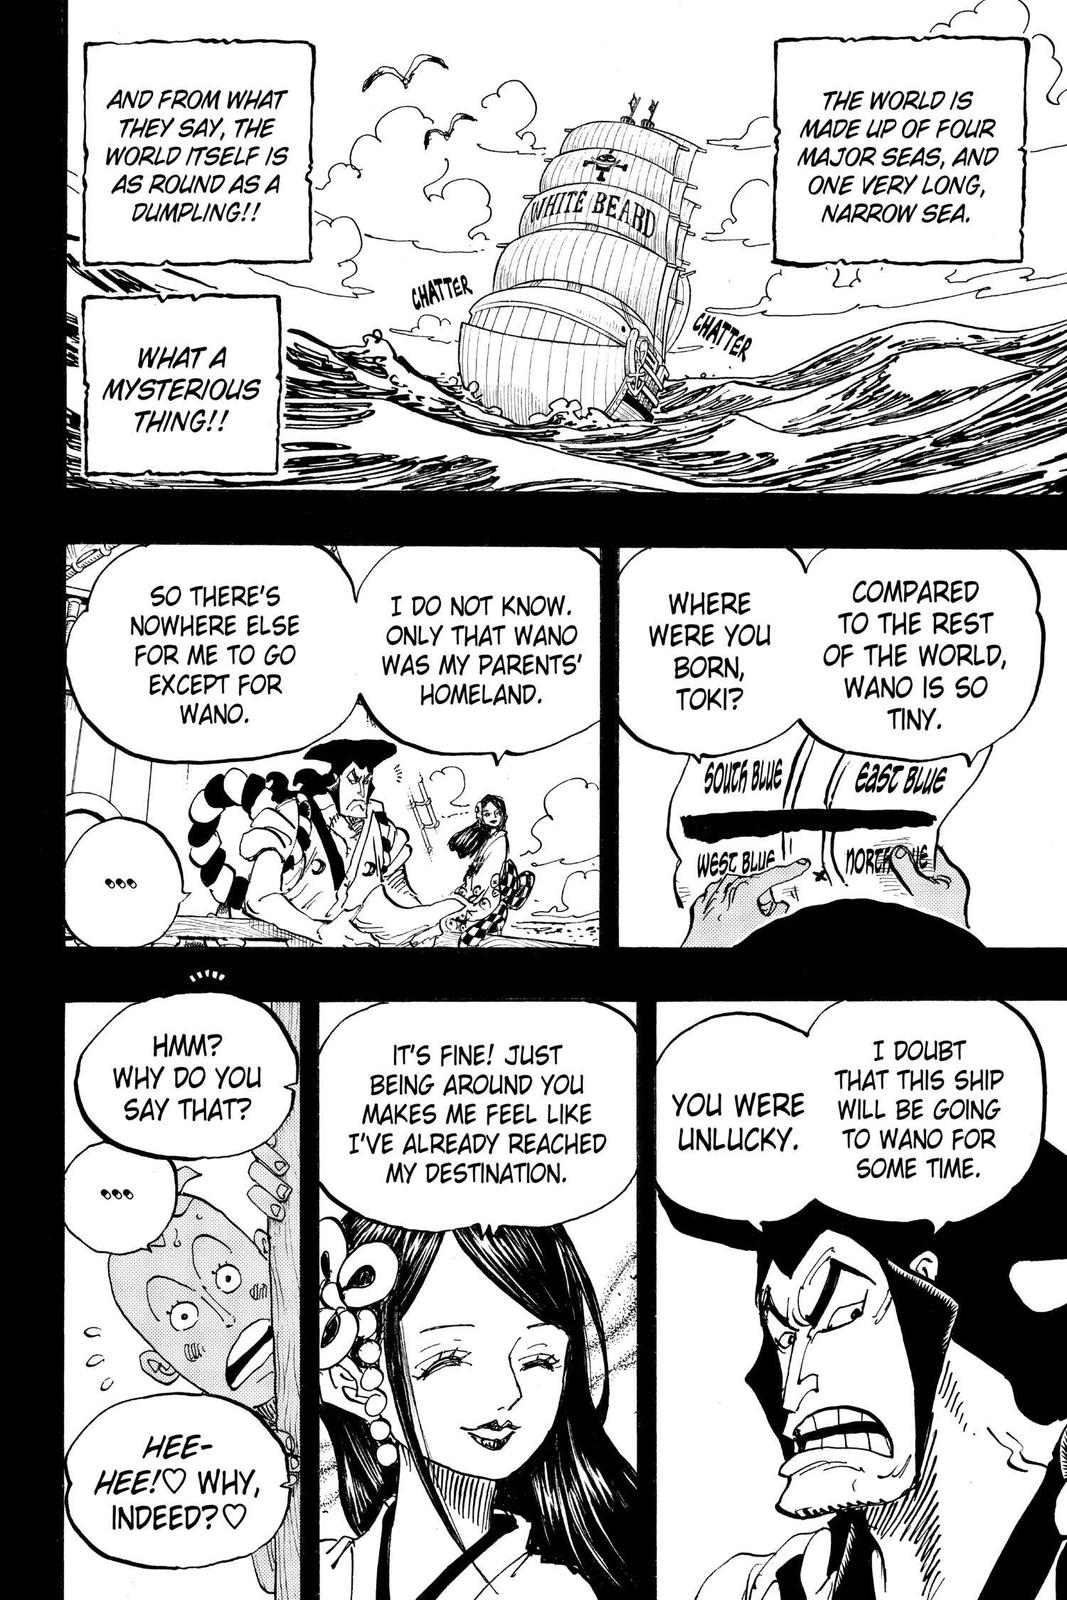 THE WORLD IS
MADE UP OF FOUR
MAJOR SEAS, AND
ONE VERY LONG,
NARROW SEA.
AND FROM WHAT
THEY SAY, THE
WORLD ITSELF IS
AS ROUND AS A
DUMPLING!!
WHAT A
MYSTERIOUS
THING!!
WHITE BEARD
CHATTER
CHATTER
COMPARED
TO THE REST
OF THE WORLD,
WANO IS SO
TINY.
WHERE
WERE YOU
BORN,
TOKI?
SOUTH BLUE
EAST BLUE
WEST BLUE
NORTH
I DO NOT KNOW.
ONLY THAT WANO
WAS MY PARENTS'
HOMELAND.
SO THERE'S
NOWHERE ELSE
FOR ME TO GO
EXCEPT FOR
WANO.
...
I DOUBT
THAT THIS SHIP
WILL BE GOING
TO WANO FOR
SOME TIME.
YOU WERE
UNLUCKY.
IT'S FINE! JUST
BEING AROUND YOU
MAKES ME FEEL LIKE
I'VE ALREADY REACHED
MY DESTINATION.
HMM?
WHY DO YOU
SAY THAT?
...
HEE-
HEE!♡ WHY,
INDEED?♡